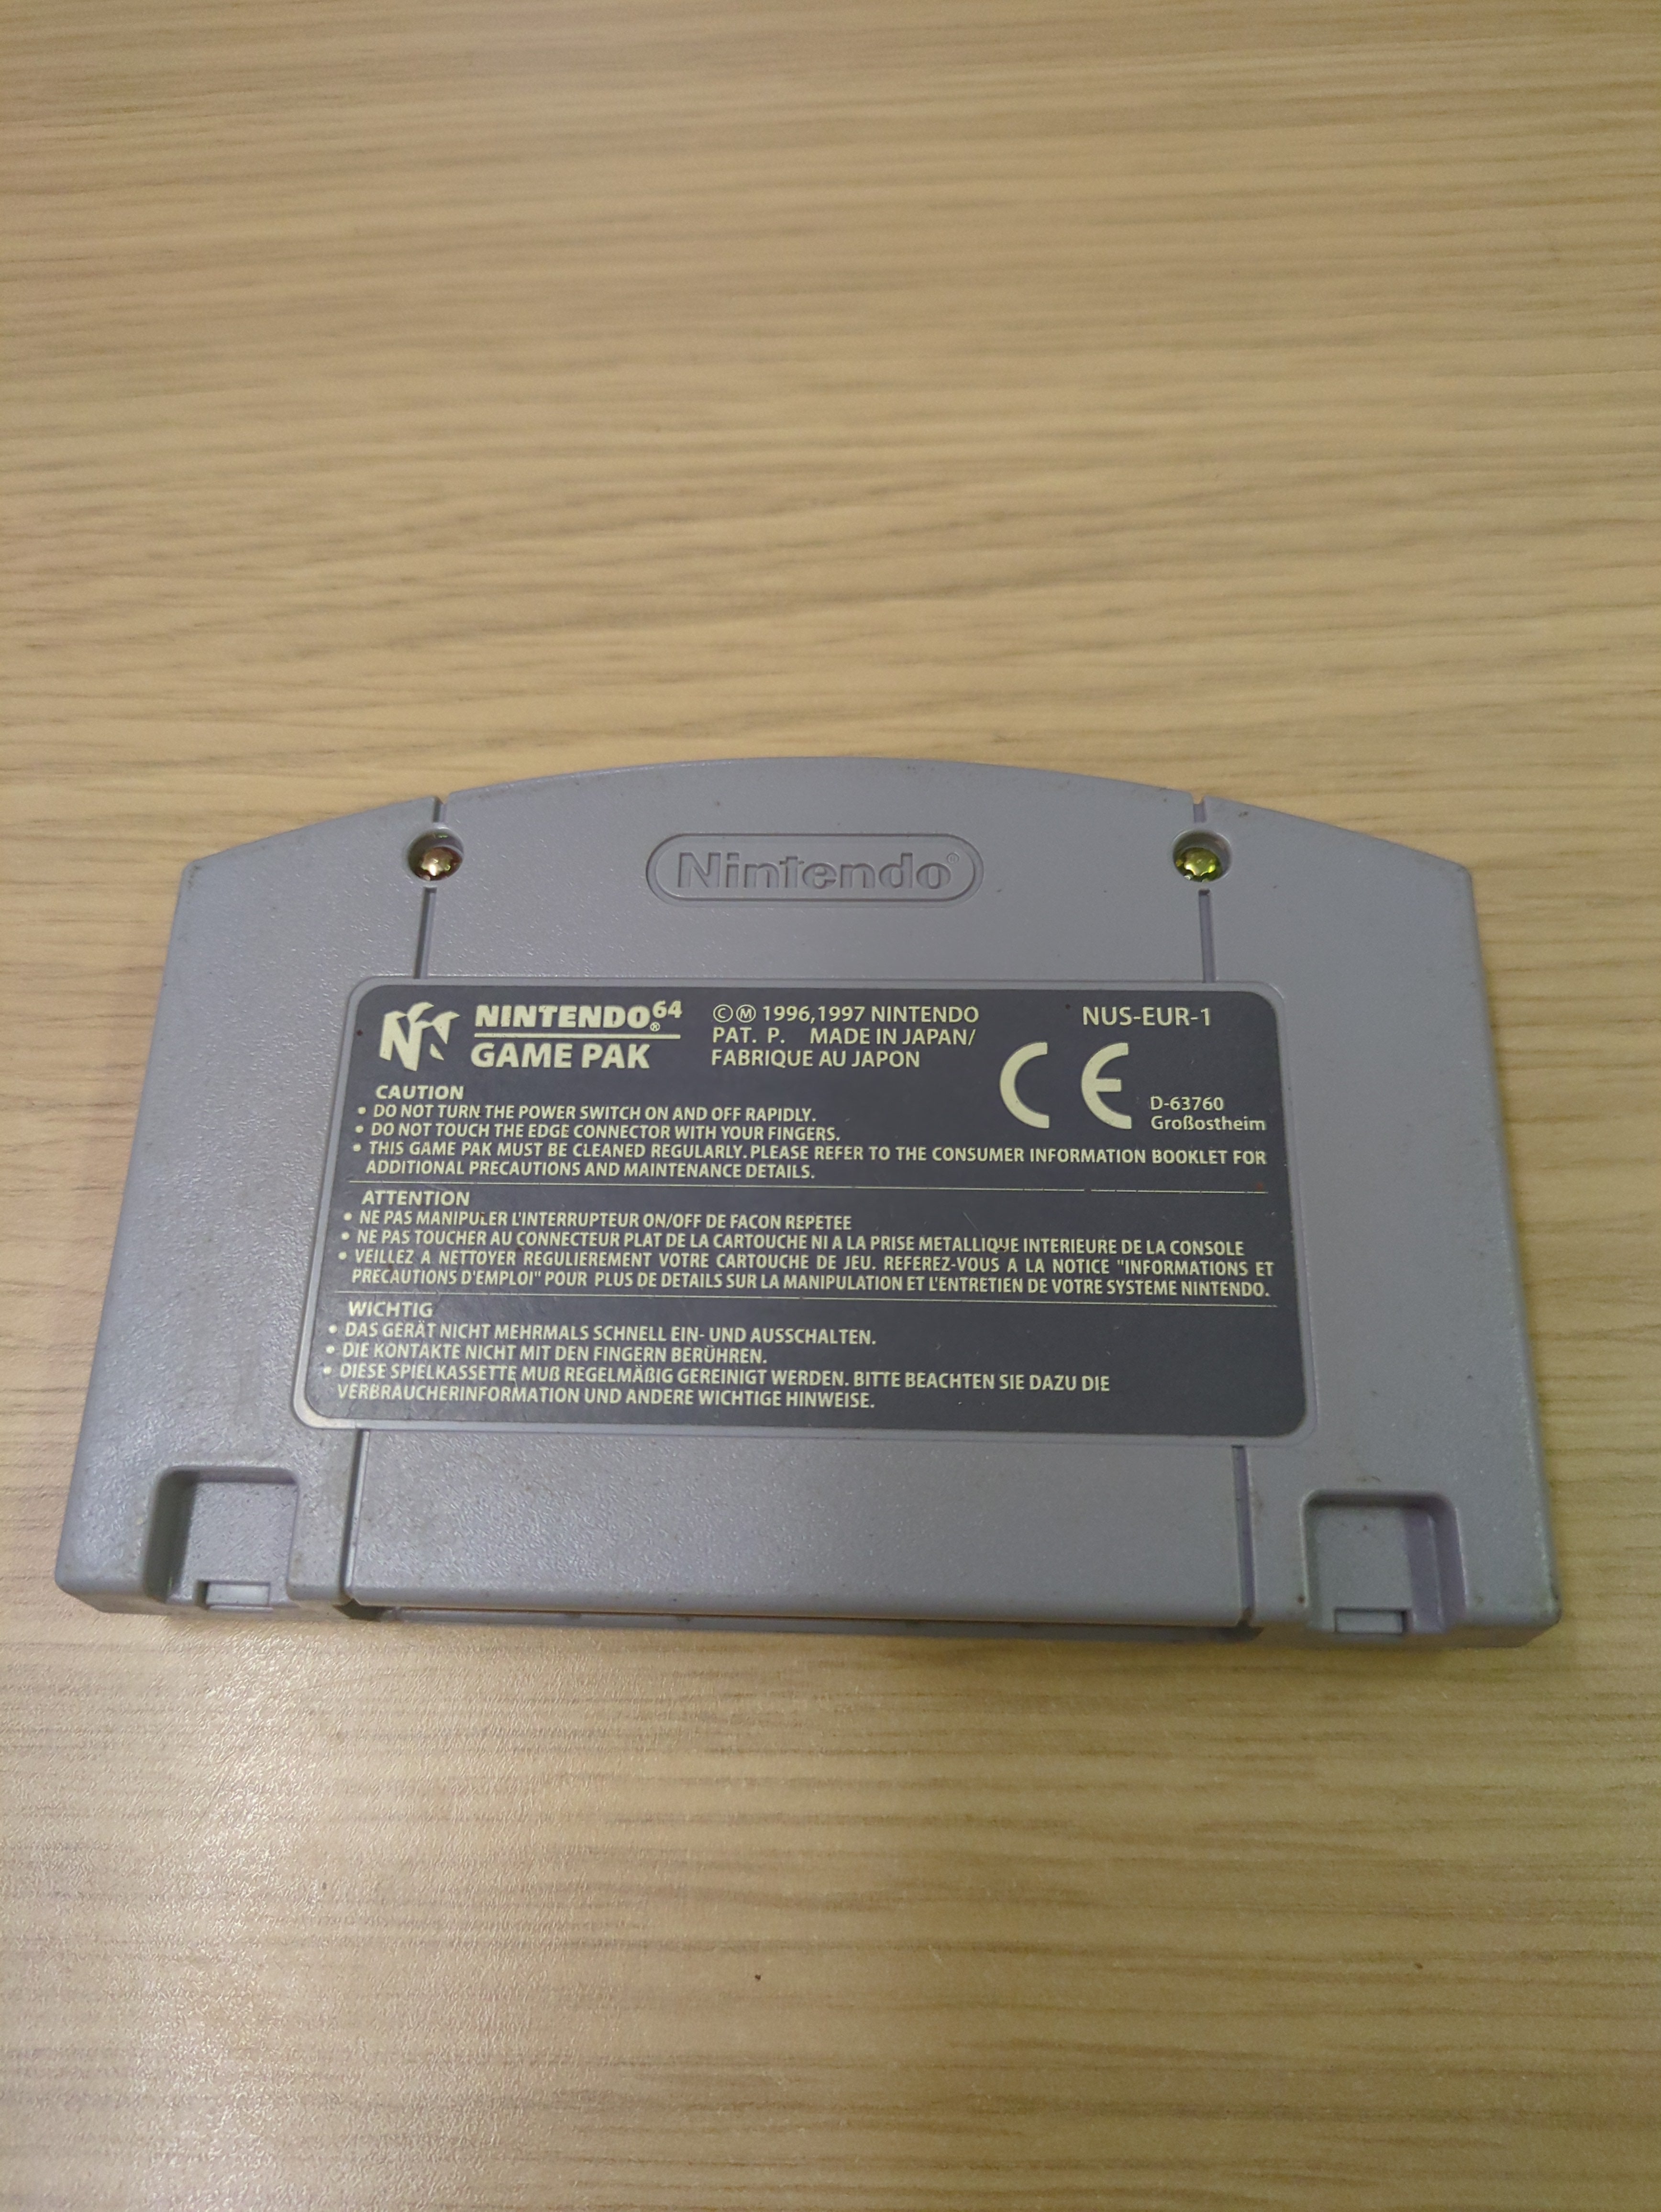 Nintendo®
NINTENDO®64
GAME PAK
©Ⓜ 1996,1997 NINTENDO
PAT. P. MADE IN JAPAN/
FABRIQUE AU JAPON
NUS-EUR-1
CE
D-63760
Großostheim
CAUTION
• DO NOT TURN THE POWER SWITCH ON AND OFF RAPIDLY.
• DO NOT TOUCH THE EDGE CONNECTOR WITH YOUR FINGERS.
• THIS GAME PAK MUST BE CLEANED REGULARLY. PLEASE REFER TO THE CONSUMER INFORMATION BOOKLET FOR
ADDITIONAL PRECAUTIONS AND MAINTENANCE DETAILS.
ATTENTION
• NE PAS MANIPULER L'INTERRUPTEUR ON/OFF DE FACON REPETEE
• NE PAS TOUCHER AU CONNECTEUR PLAT DE LA CARTOUCHE NI A LA PRISE METALLIQUE INTERIEURE DE LA CONSOLE
• VEILLEZ A NETTOYER REGULIEREMENT VOTRE CARTOUCHE DE JEU. REFEREZ-VOUS A LA NOTICE "INFORMATIONS ET
PRECAUTIONS D'EMPLOI" POUR PLUS DE DETAILS SUR LA MANIPULATION ET L'ENTRETIEN DE VOTRE SYSTEME NINTENDO.
WICHTIG
• DAS GERÄT NICHT MEHRMALS SCHNELL EIN- UND AUSSCHALTEN.
• DIE KONTAKTE NICHT MIT DEN FINGERN BERÜHREN.
• DIESE SPIELKASSETTE MUß REGELMÄßIG GEREINIGT WERDEN. BITTE BEACHTEN SIE DAZU DIE
VERBRAUCHERINFORMATION UND ANDERE WICHTIGE HINWEISE.